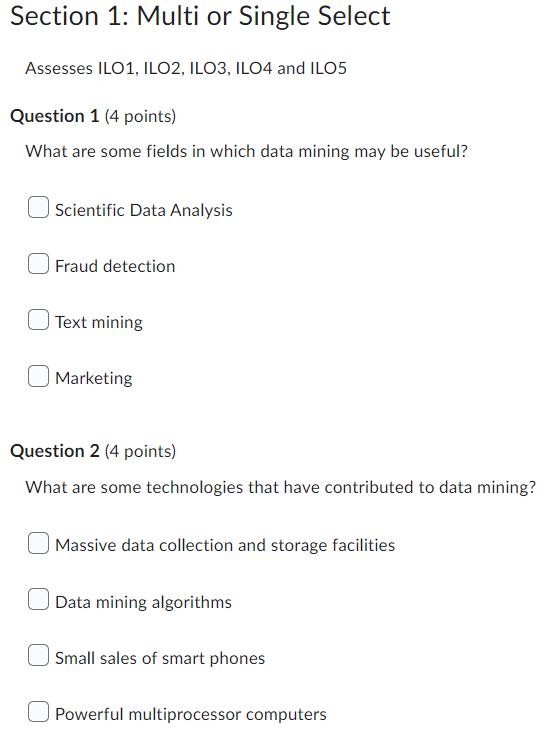 Section 1: Multi or Single Select
Assesses ILO1, ILO2, ILO3, ILO4 and ILO5
Question 1 (4 points)
What are some fields in which data mining may be useful?
Scientific Data Analysis
Fraud detection
Text mining
Marketing
Question 2 (4 points)
What are some technologies that have contributed to data mining?
Massive data collection and storage facilities
Data mining algorithms
Small sales of smart phones
Powerful multiprocessor computers